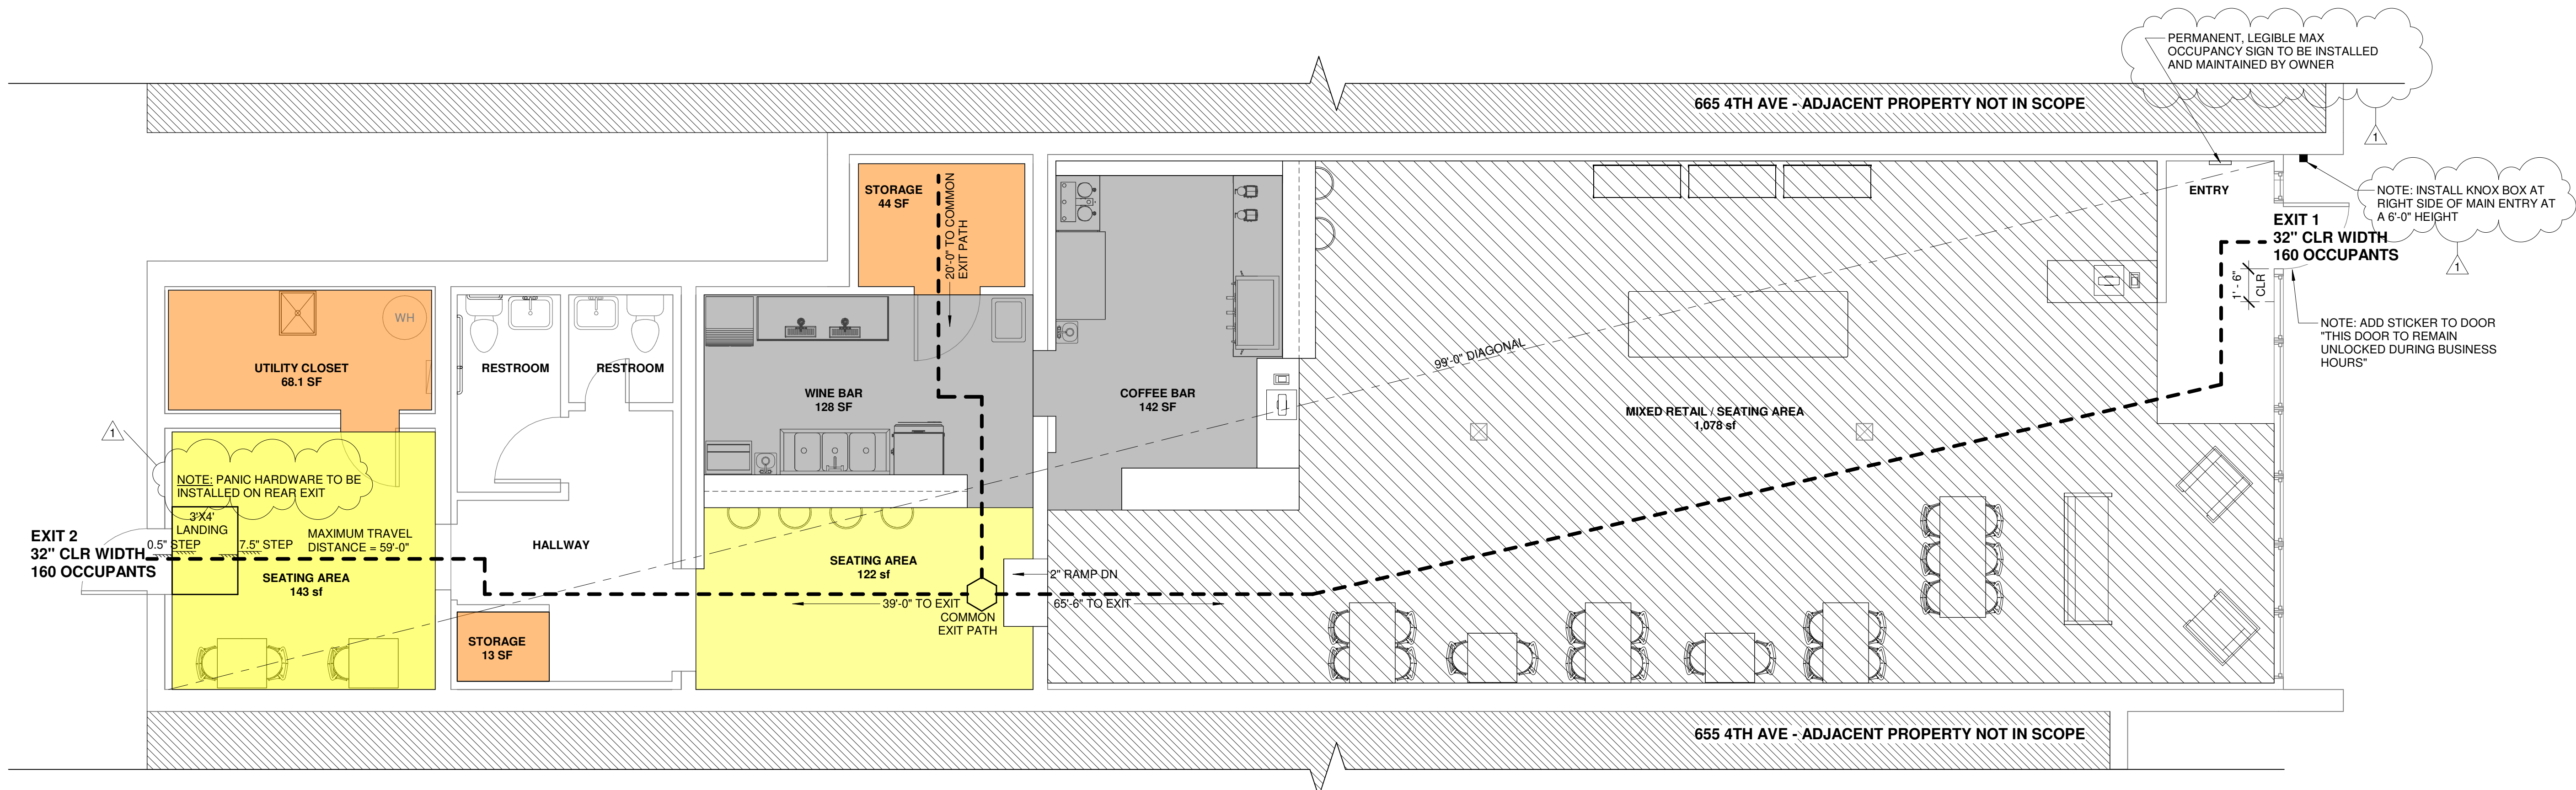 PERMANENT, LEGIBLE MAX
OCCUPANCY SIGN TO BE INSTALLED
AND MAINTAINED BY OWNER
665 4TH AVE - ADJACENT PROPERTY NOT IN SCOPE
1
STORAGE
44 SF
20'-0" TO COMMON
EXIT PATH
ENTRY
NOTE: INSTALL KNOX BOX AT
RIGHT SIDE OF MAIN ENTRY AT
A 6'-0" HEIGHT
EXIT 1
32" CLR WIDTH
160 OCCUPANTS
1
1' - 6"
CLR
WH
NOTE: ADD STICKER TO DOOR
"THIS DOOR TO REMAIN
UNLOCKED DURING BUSINESS
HOURS"
UTILITY CLOSET
68.1 SF
RESTROOM
RESTROOM
99'-0" DIAGONAL
WINE BAR
128 SF
COFFEE BAR
142 SF
MIXED RETAIL / SEATING AREA
1,078 sf
1
NOTE: PANIC HARDWARE TO BE
INSTALLED ON REAR EXIT
3'X4'
LANDING
EXIT 2
32" CLR WIDTH
160 OCCUPANTS
0.5" STEP
7.5" STEP
MAXIMUM TRAVEL
DISTANCE = 59'-0"
HALLWAY
SEATING AREA
143 sf
SEATING AREA
122 sf
2" RAMP DN
39'-0" TO EXIT
65'-6" TO EXIT
COMMON
EXIT PATH
STORAGE
13 SF
655 4TH AVE - ADJACENT PROPERTY NOT IN SCOPE